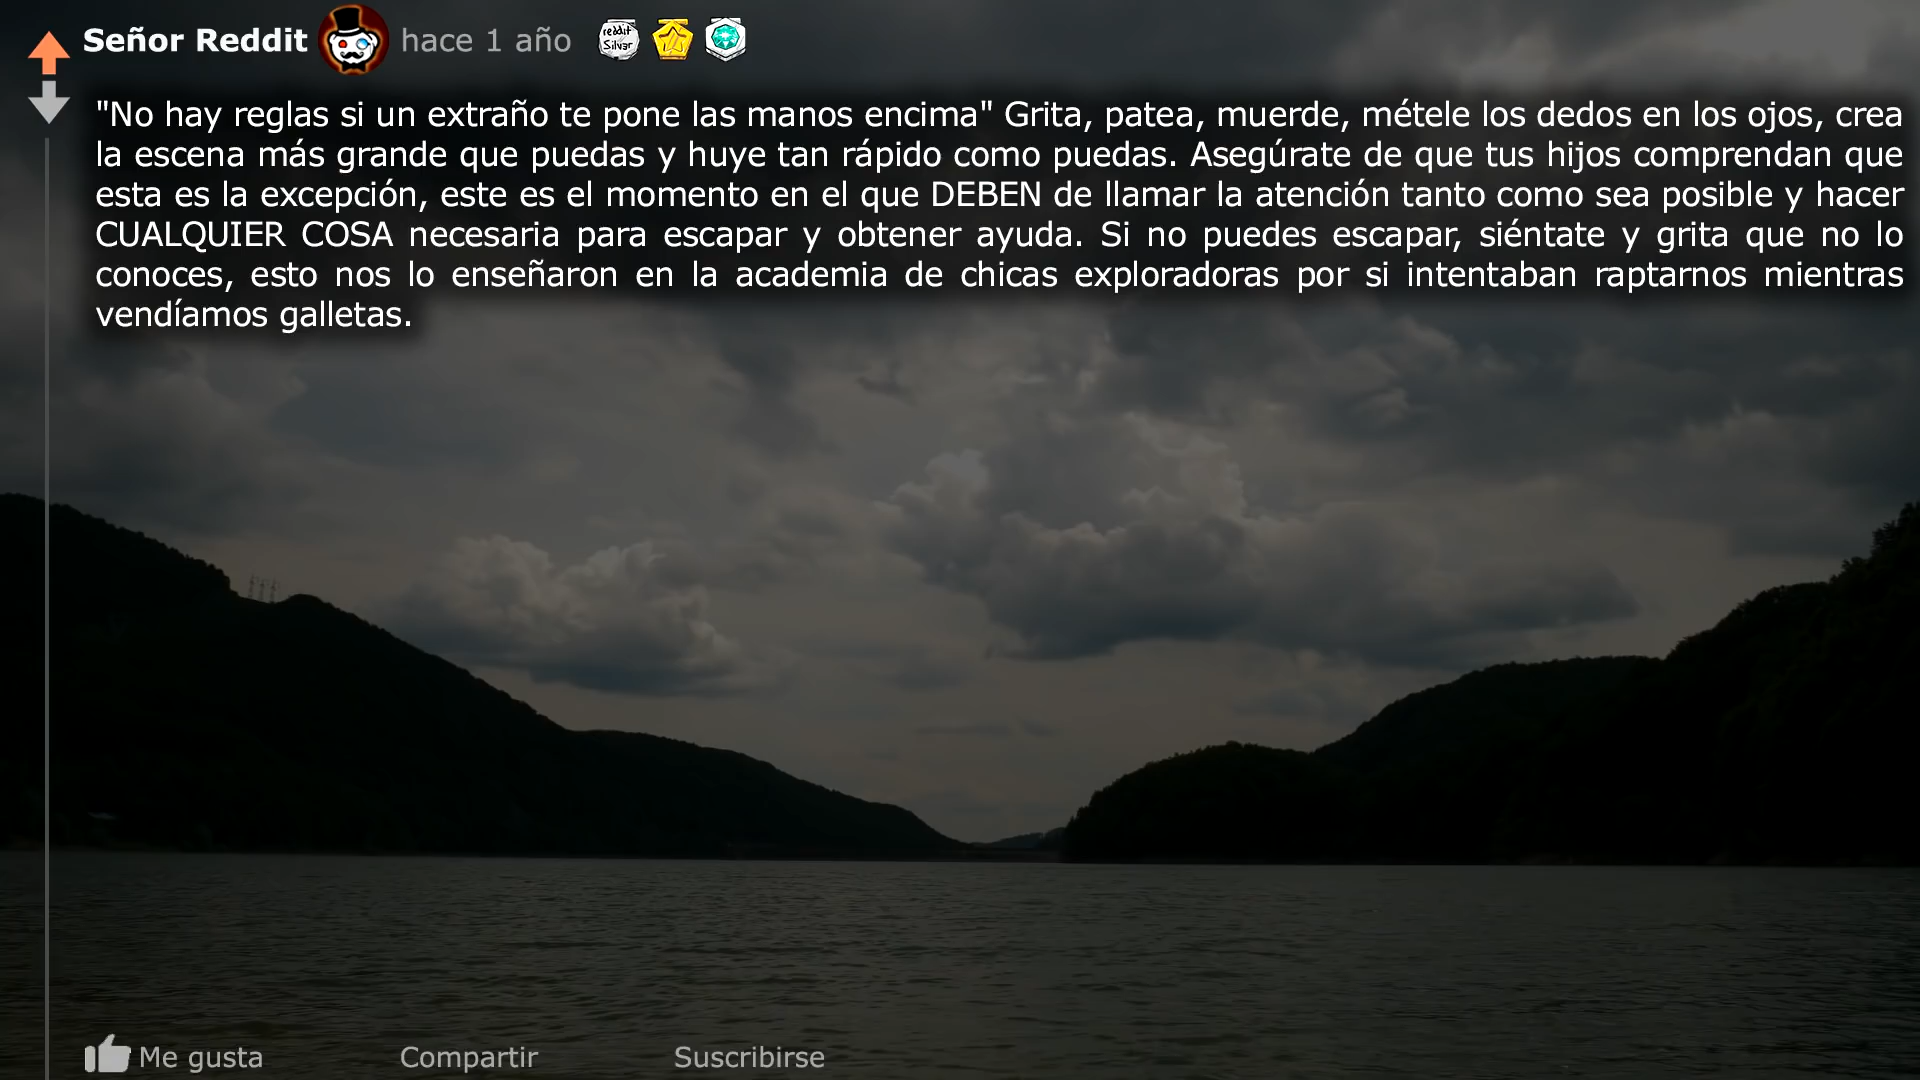 Señor Reddit hace 1 año reddit Silver
"No hay reglas si un extraño te pone las manos encima" Grita, patea, muerde, métele los dedos en los ojos, crea
la escena más grande que puedas y huye tan rápido como puedas. Asegúrate de que tus hijos comprendan que
esta es la excepción, este es el momento en el que DEBEN de llamar la atención tanto como sea posible y hacer
CUALQUIER COSA necesaria para escapar y obtener ayuda. Si no puedes escapar, siéntate y grita que no lo
conoces, esto nos lo enseñaron en la academia de chicas exploradoras por si intentaban raptarnos mientras
vendíamos galletas.
Me gusta Compartir Suscribirse